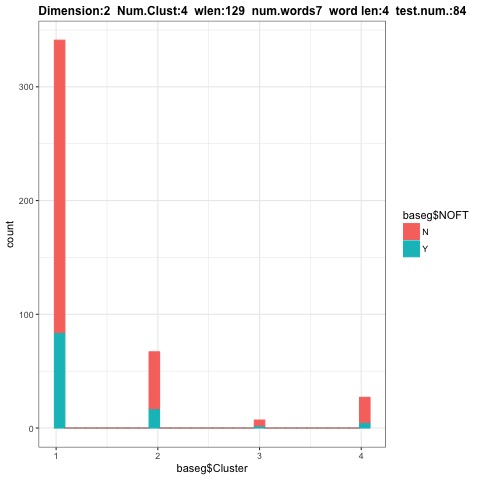 Dimension:2 Num.Clust:4 wlen:129 num.words7 word len:4 test.num.:84
300
200
100
0
count
1 2 3 4
baseg$Cluster
baseg$NOFT
N
Y